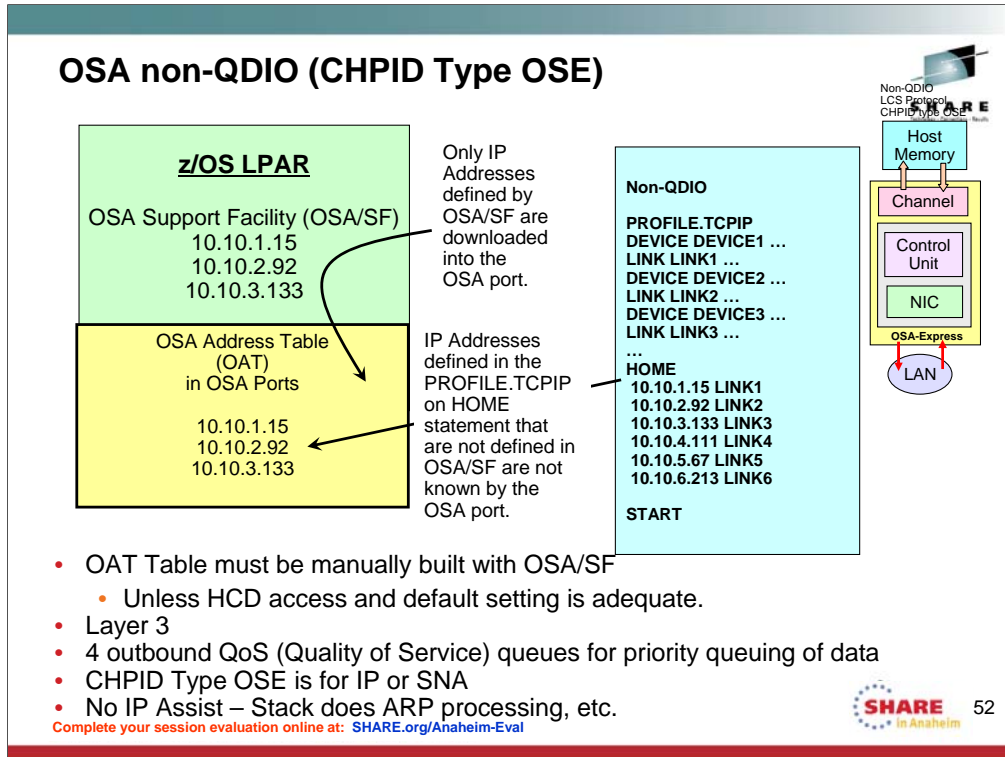 OSA non-QDIO (CHPID Type OSE)
Non-QDIO
LCS Protocol
CHPID type OSE
SHARE
Host
Memory
Channel
Control
Unit
NIC
OSA-Express
LAN
z/OS LPAR
OSA Support Facility (OSA/SF)
10.10.1.15
10.10.2.92
10.10.3.133
OSA Address Table
(OAT)
in OSA Ports
10.10.1.15
10.10.2.92
10.10.3.133
Only IP
Addresses
defined by
OSA/SF are
downloaded
into the
OSA port.
IP Addresses
defined in the
PROFILE.TCPIP
on HOME
statement that
are not defined in
OSA/SF are not
known by the
OSA port.
Non-QDIO
PROFILE.TCPIP
DEVICE DEVICE1 …
LINK LINK1 …
DEVICE DEVICE2 …
LINK LINK2 …
DEVICE DEVICE3 …
LINK LINK3 …
…
HOME
10.10.1.15 LINK1
10.10.2.92 LINK2
10.10.3.133 LINK3
10.10.4.111 LINK4
10.10.5.67 LINK5
10.10.6.213 LINK6
START
• OAT Table must be manually built with OSA/SF
• Unless HCD access and default setting is adequate.
• Layer 3
• 4 outbound QoS (Quality of Service) queues for priority queuing of data
• CHPID Type OSE is for IP or SNA
• No IP Assist – Stack does ARP processing, etc.
Complete your session evaluation online at: SHARE.org/Anaheim-Eval
SHARE
in Anaheim
52